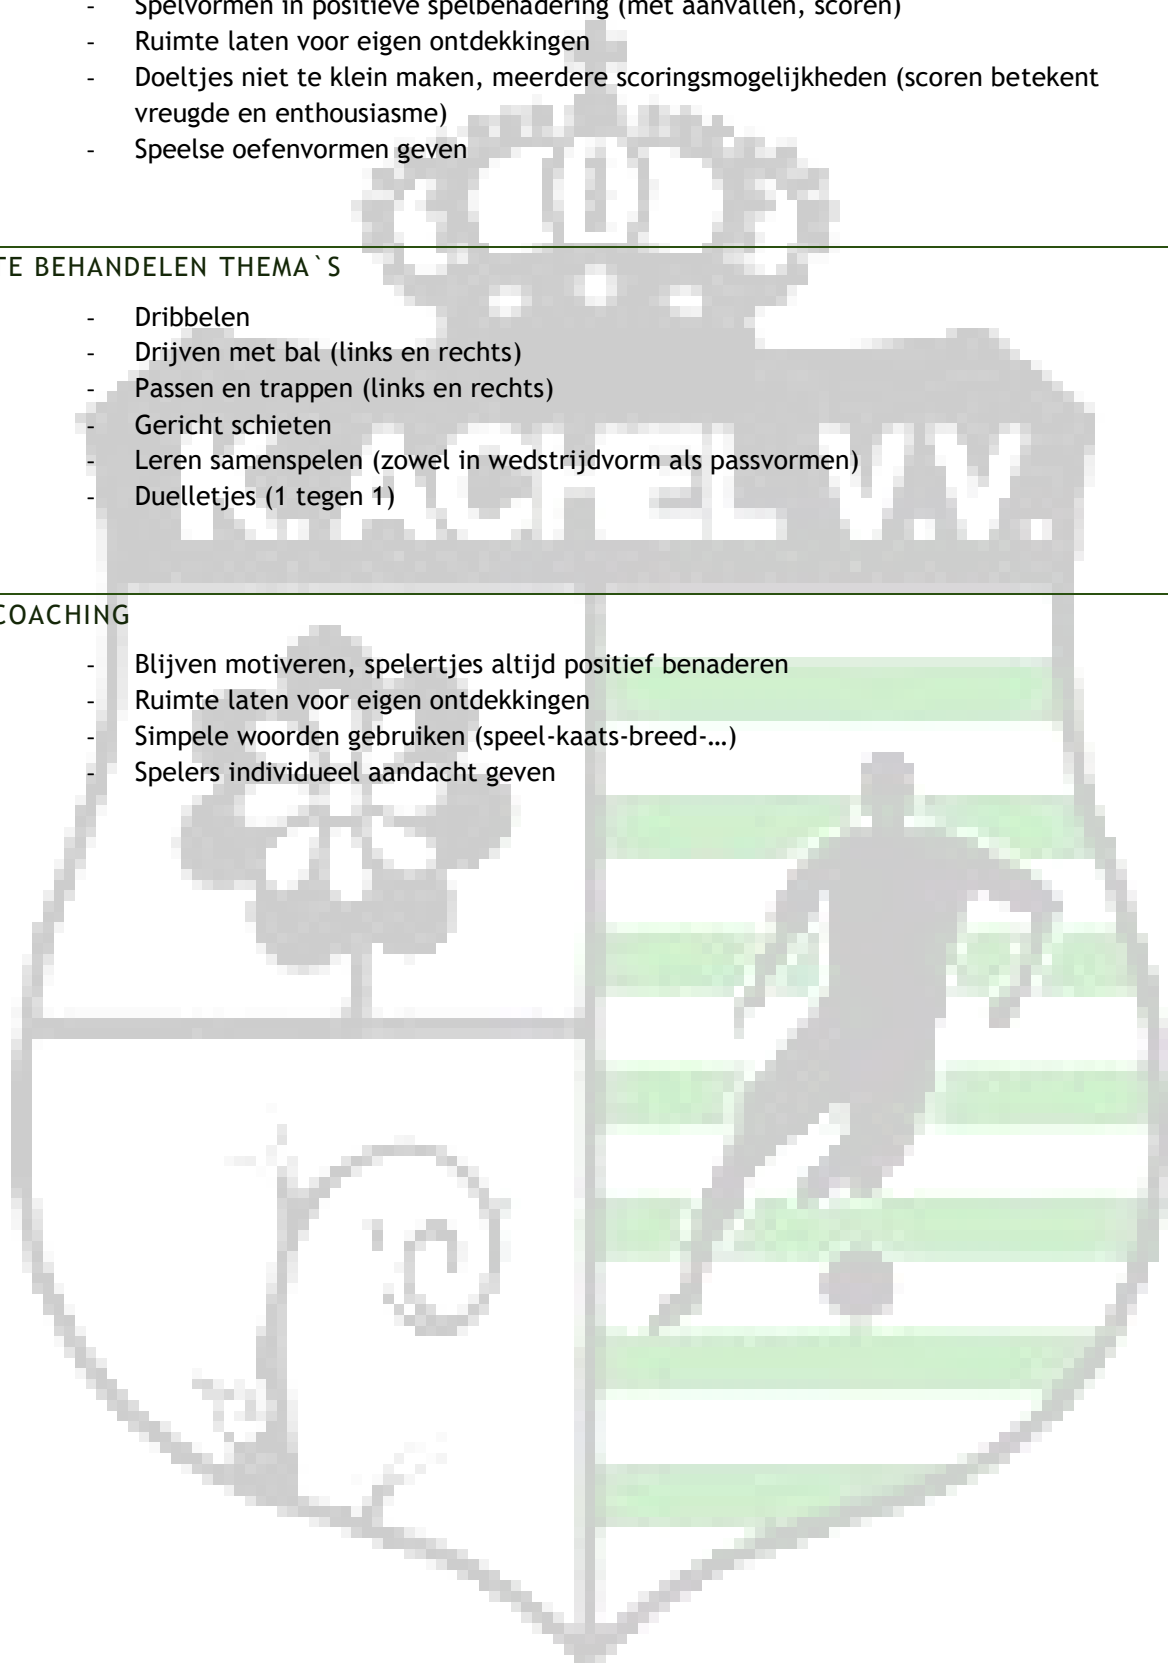 - Spelvormen in positieve spelbenadering (met aanvallen, scoren)
- Ruimte laten voor eigen ontdekkingen
- Doeltjes niet te klein maken, meerdere scoringsmogelijkheden (scoren betekent
vreugde en enthousiasme)
- Speelse oefenvormen geven
TE BEHANDELEN THEMA`S
- Dribbelen
- Drijven met bal (links en rechts)
- Passen en trappen (links en rechts)
- Gericht schieten
- Leren samenspelen (zowel in wedstrijdvorm als passvormen)
- Duelletjes (1 tegen 1)
K. ACHEL V.V.
COACHING
- Blijven motiveren, spelertjes altijd positief benaderen
- Ruimte laten voor eigen ontdekkingen
- Simpele woorden gebruiken (speel-kaats-breed-…)
- Spelers individueel aandacht geven